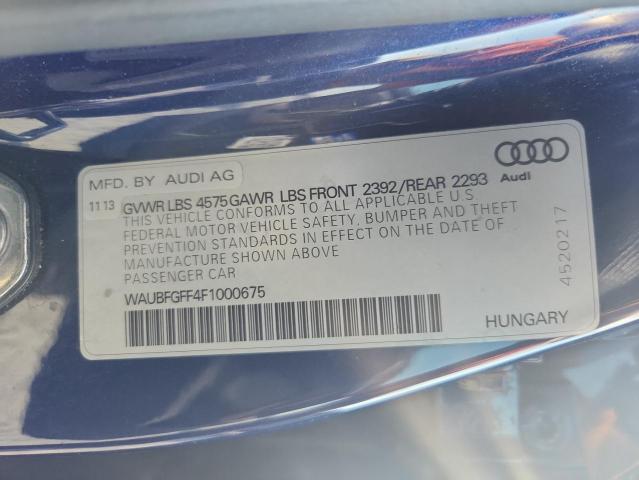 MFD. BY AUDI AG
Audi
11 13 GVWR LBS 4575 GAWR LBS FRONT 2392/REAR 2293
THIS VEHICLE CONFORMS TO ALL APPLICABLE U.S.
FEDERAL MOTOR VEHICLE SAFETY, BUMPER AND THEFT
PREVENTION STANDARDS IN EFFECT ON THE DATE OF
MANUFACTURE SHOWN ABOVE
PASSENGER CAR
WAUBFGFF4F1000675
HUNGARY
4520217